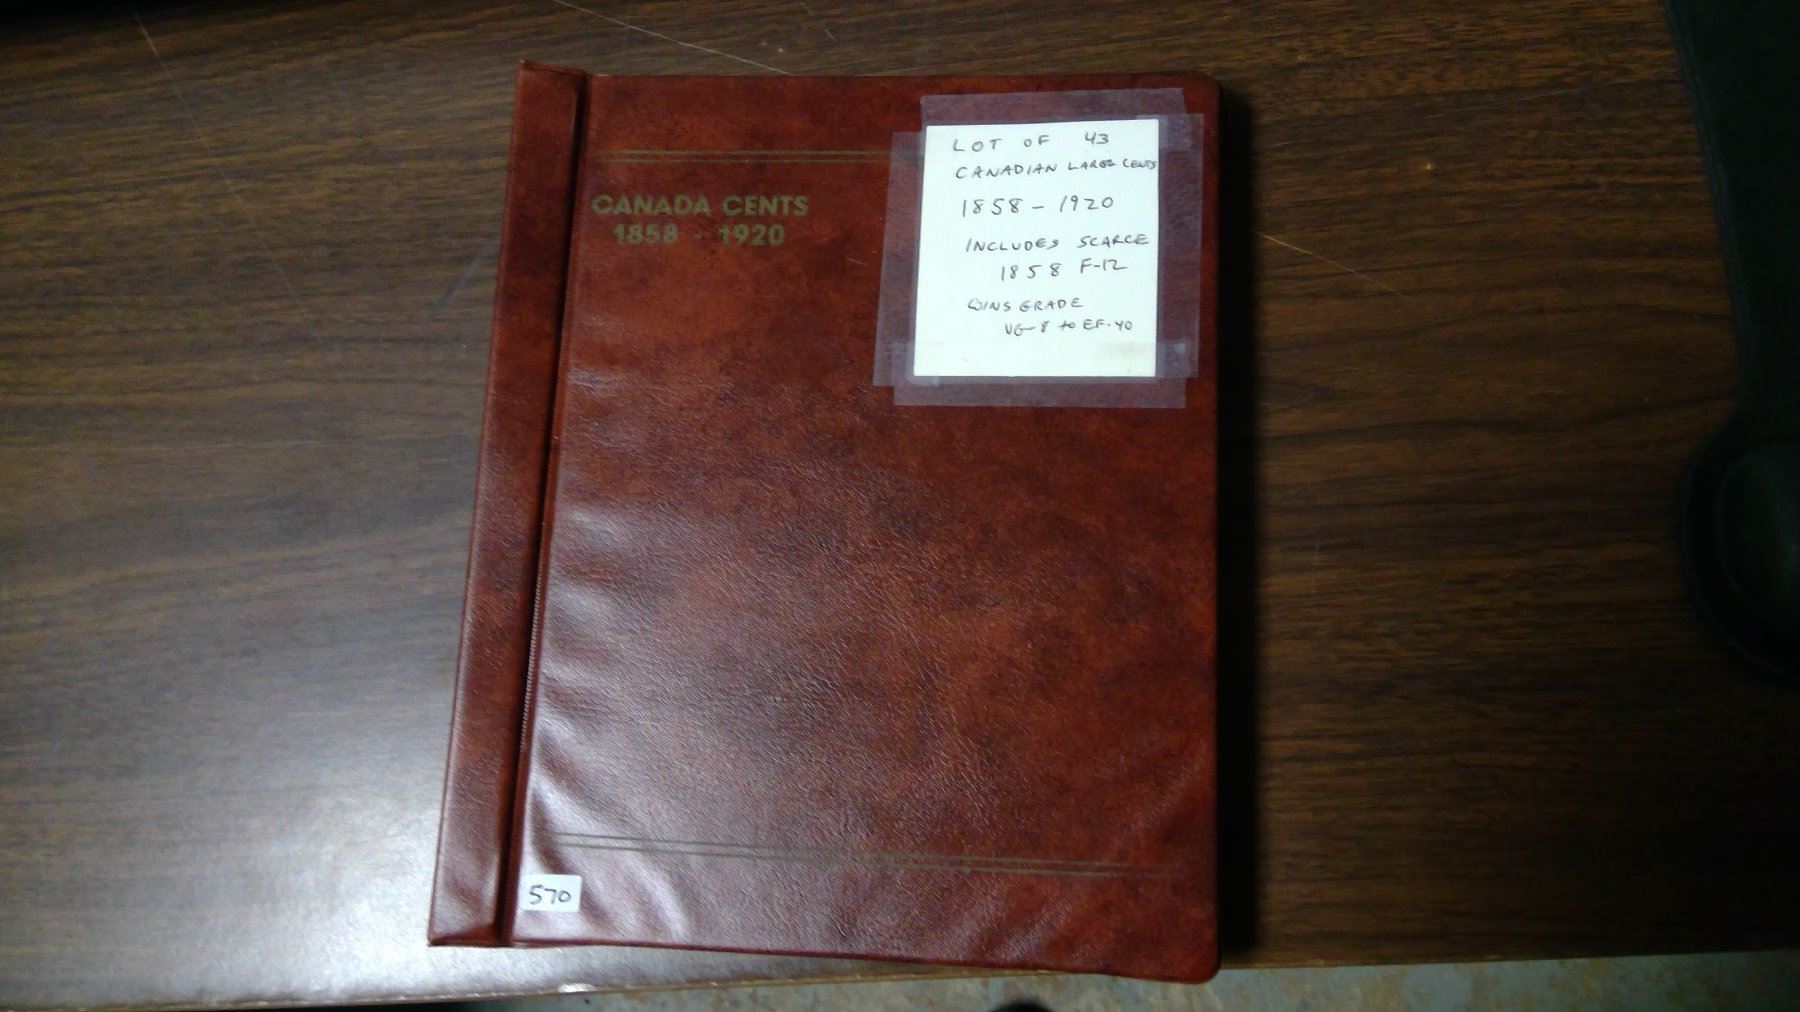 CANADA CENTS
1858 - 1920
LOT OF 43
CANADIAN LARGE CENTS
1858 - 1920
INCLUDES SCARCE
1858 F-12
COINS GRADE
VG-8 to EF-40
570